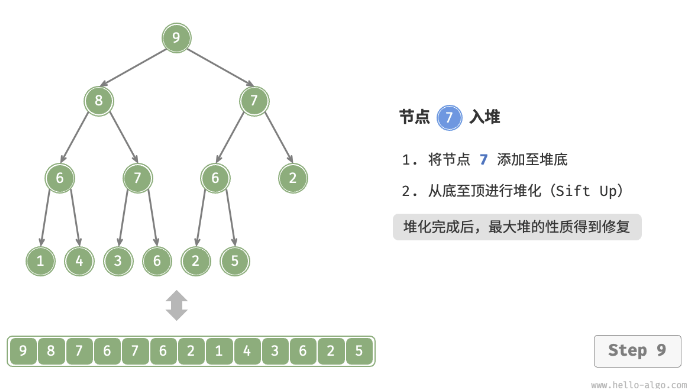 9
8 7
6 7 6 2
1 4 3 6 2 5
9 8 7 6 7 6 2 1 4 3 6 2 5
节点 7 入堆
1. 将节点 7 添加至堆底
2. 从底至顶进行堆化（Sift Up）
堆化完成后，最大堆的性质得到修复
Step 9
www.hello-algo.com